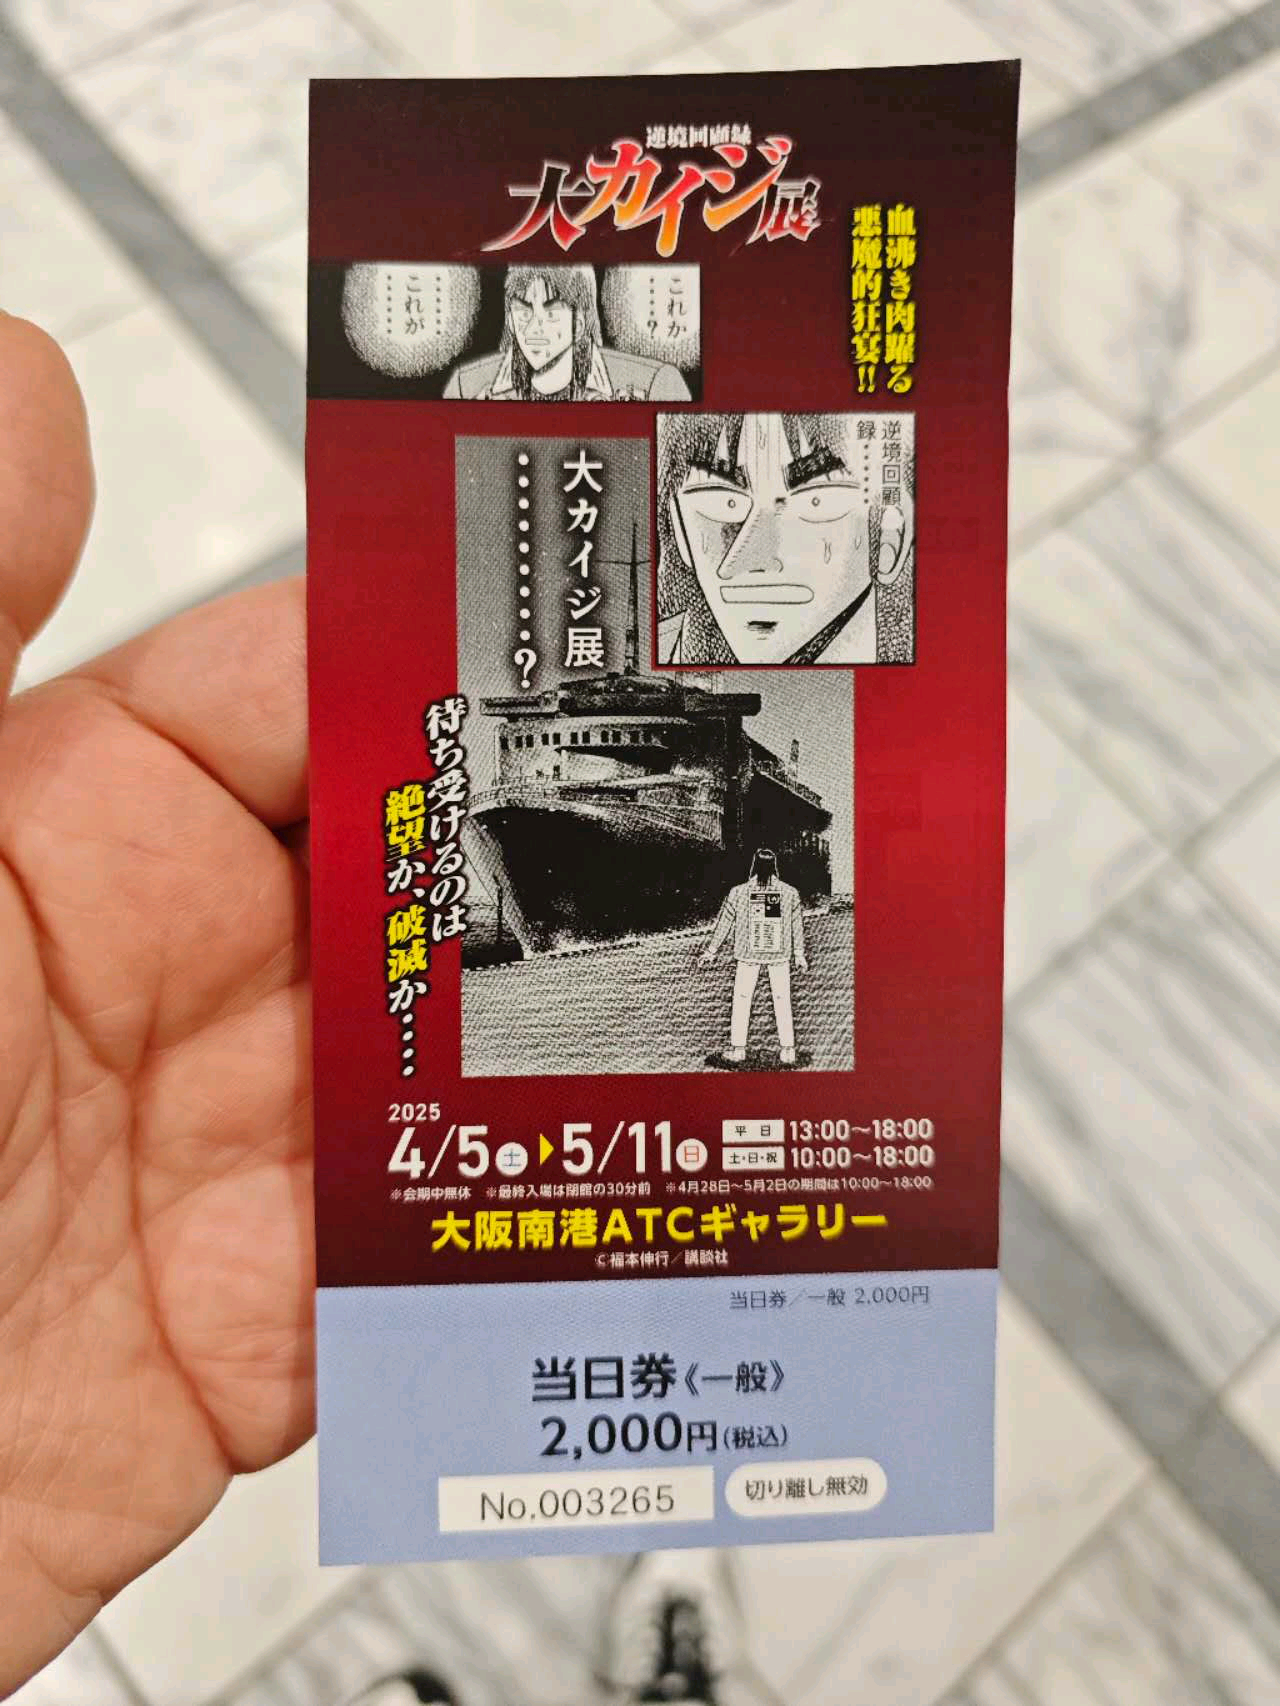 逆境回顧録
大カイジ展
血沸き肉躍る
悪魔的狂宴!!
これか
……?
………
これが
………
逆境回顧
録………
大カイジ展
…………?
待ち受けるのは
絶望か、破滅か……
2025
4/5土▶5/11日
平日 13:00〜18:00
土・日・祝 10:00〜18:00
※会期中無休 ※最終入場は閉館の30分前 ※4月28日〜5月2日の期間は10:00〜18:00
大阪南港ATCギャラリー
©福本伸行/講談社
当日券/一般 2,000円
当日券《一般》
2,000円(税込)
No.003265
切り離し無効